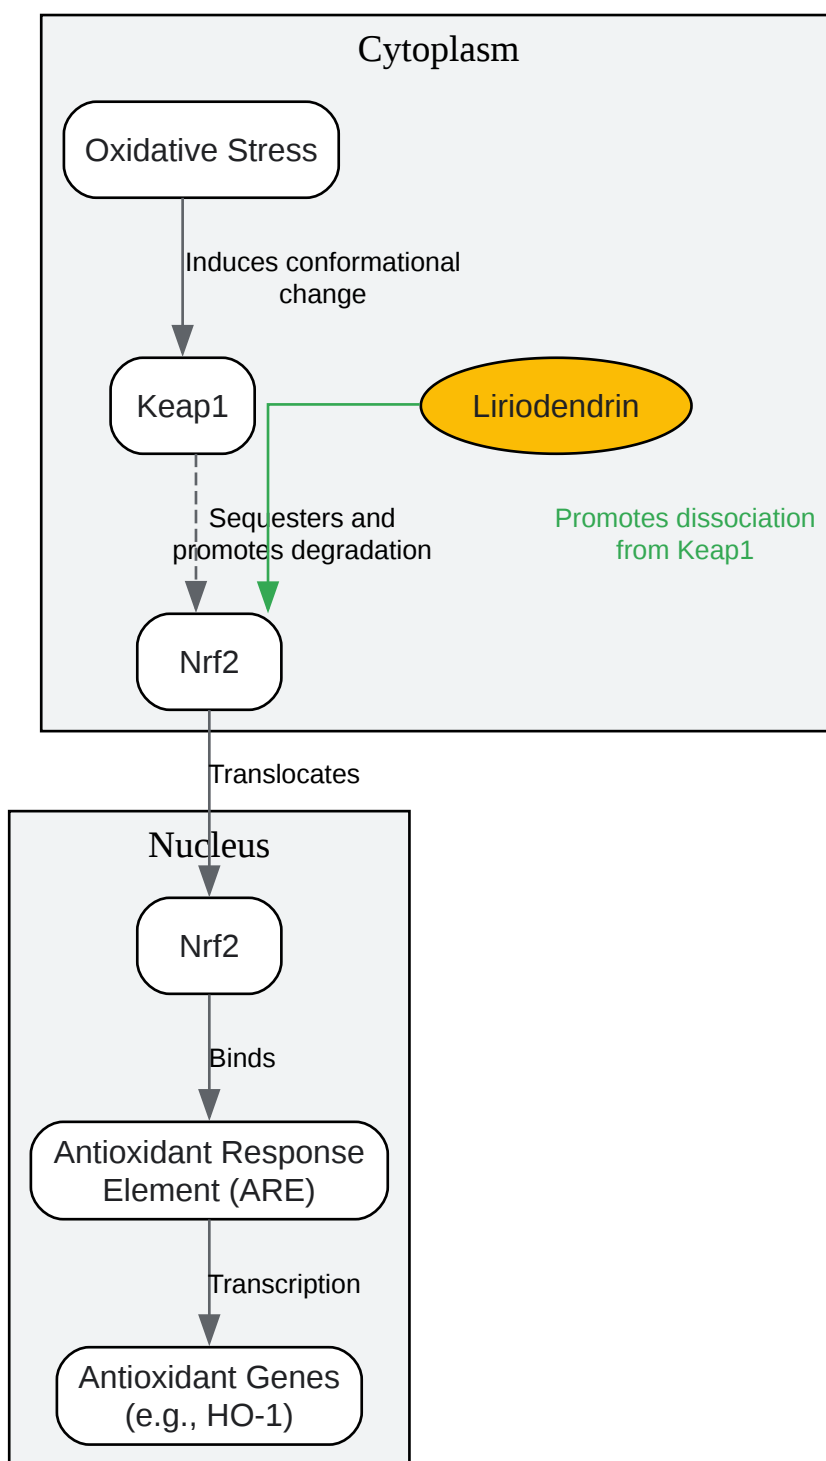 Cytoplasm
Oxidative Stress
Induces conformational
change
Keap1
Liriodendrin
Sequesters and
promotes degradation
Promotes dissociation
from Keap1
Nrf2
Translocates
Nucleus
Nrf2
Binds
Antioxidant Response
Element (ARE)
Transcription
Antioxidant Genes
(e.g., HO-1)